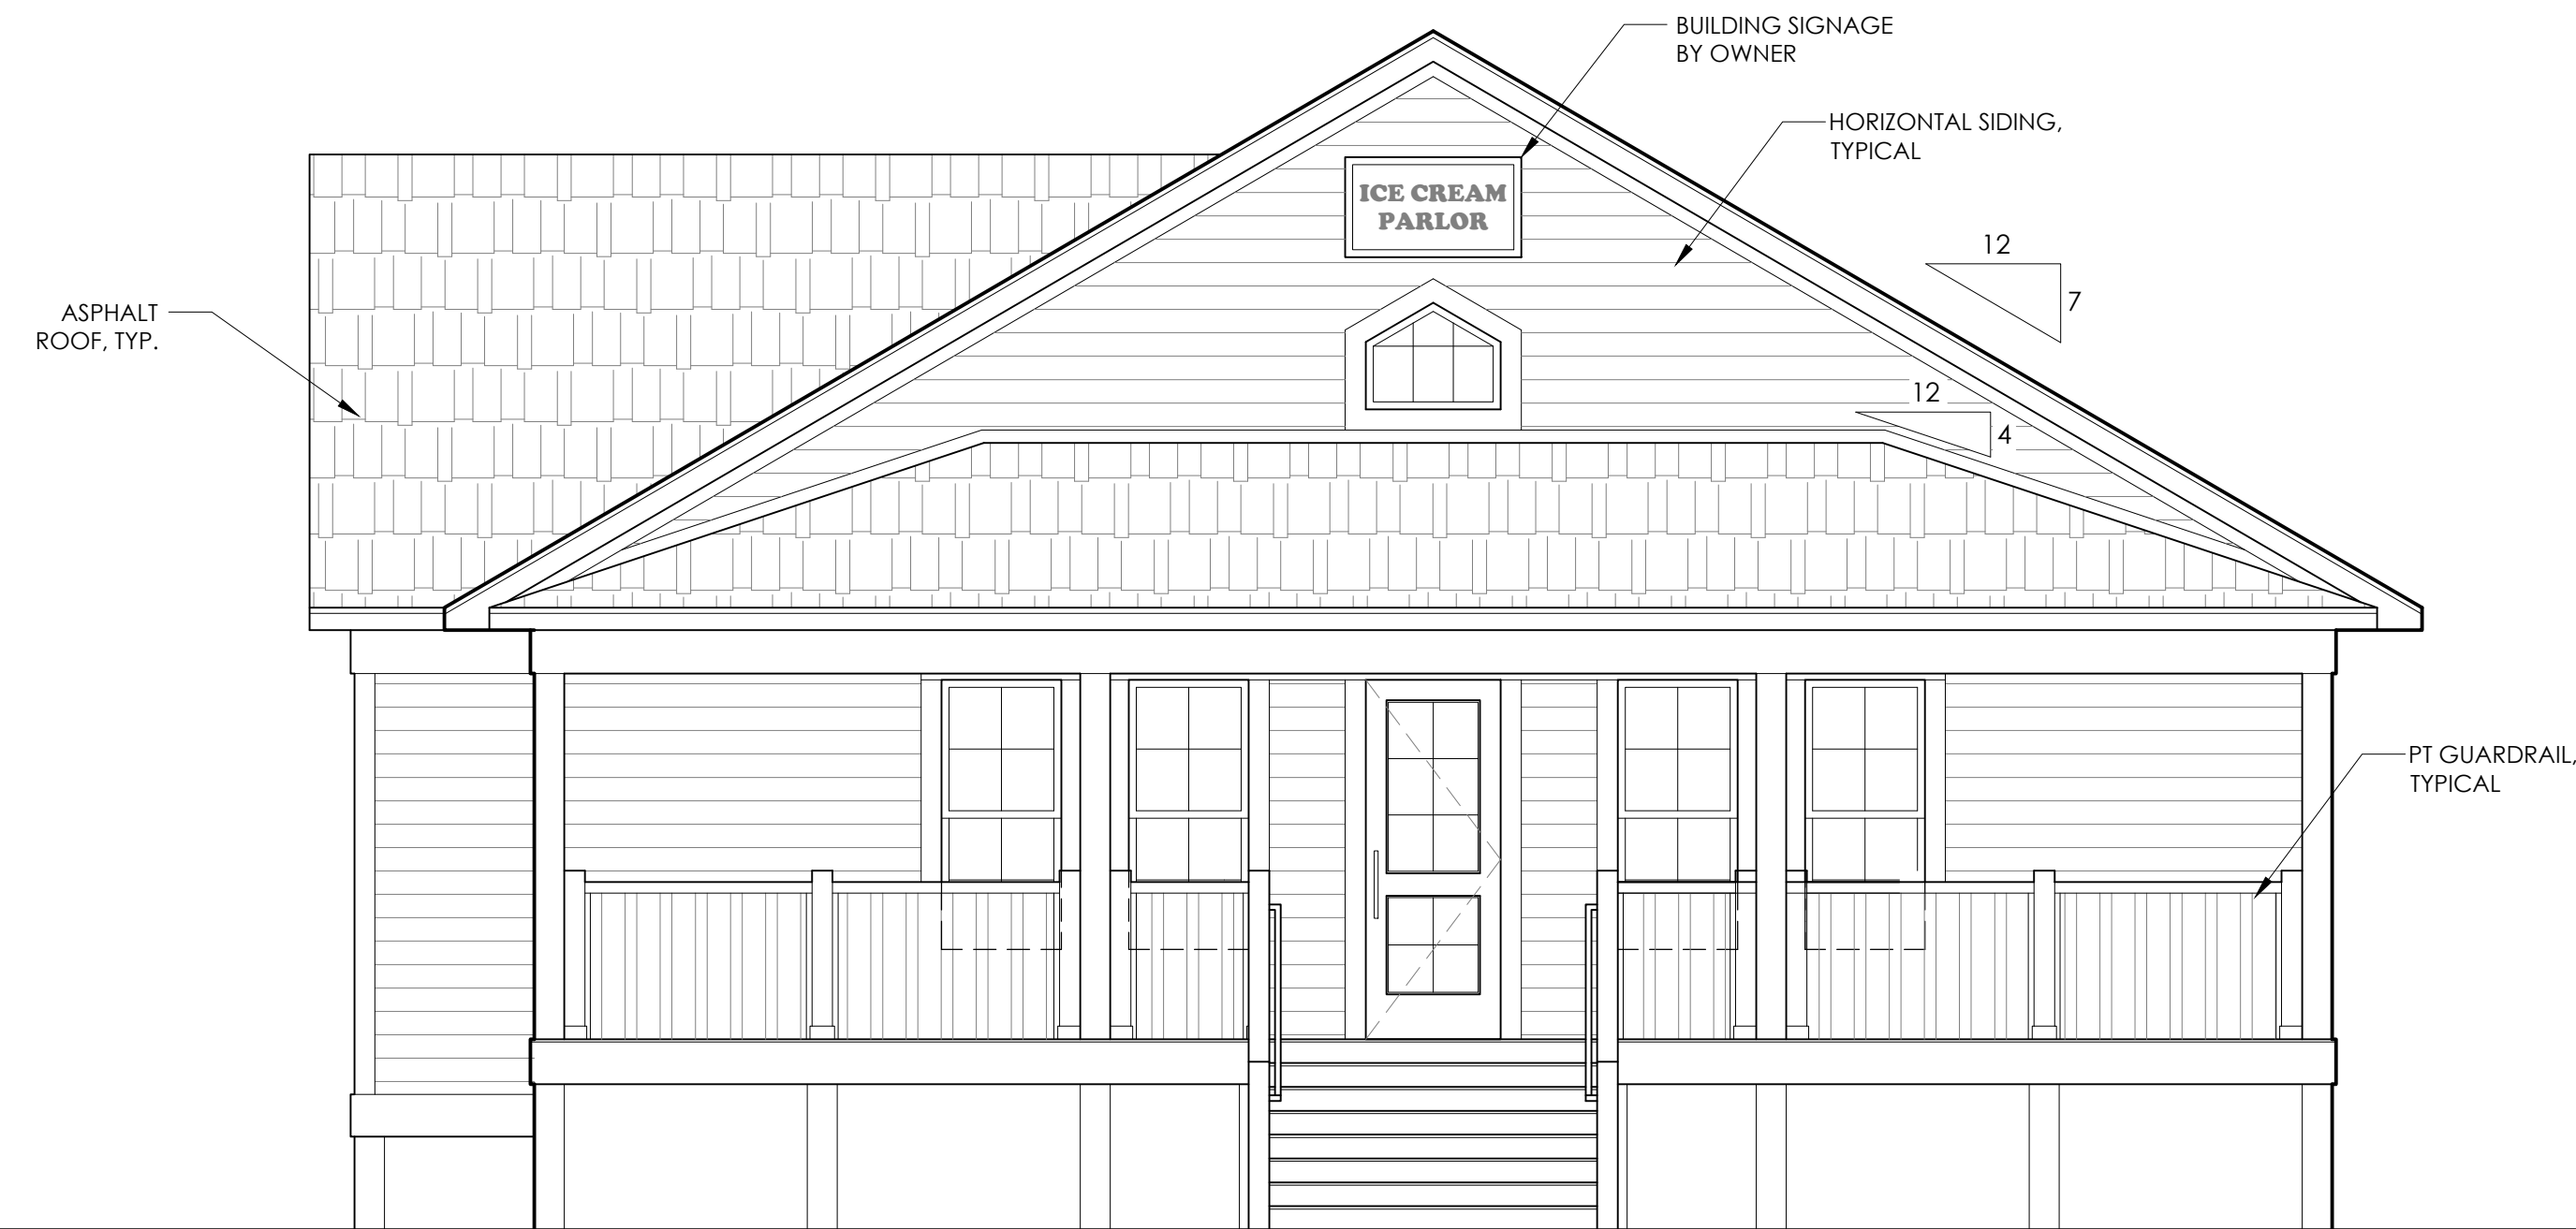 BUILDING SIGNAGE
BY OWNER
HORIZONTAL SIDING,
TYPICAL
ICE CREAM
PARLOR
12
7
ASPHALT
ROOF, TYP.
12
4
PT GUARDRAIL,
TYPICAL